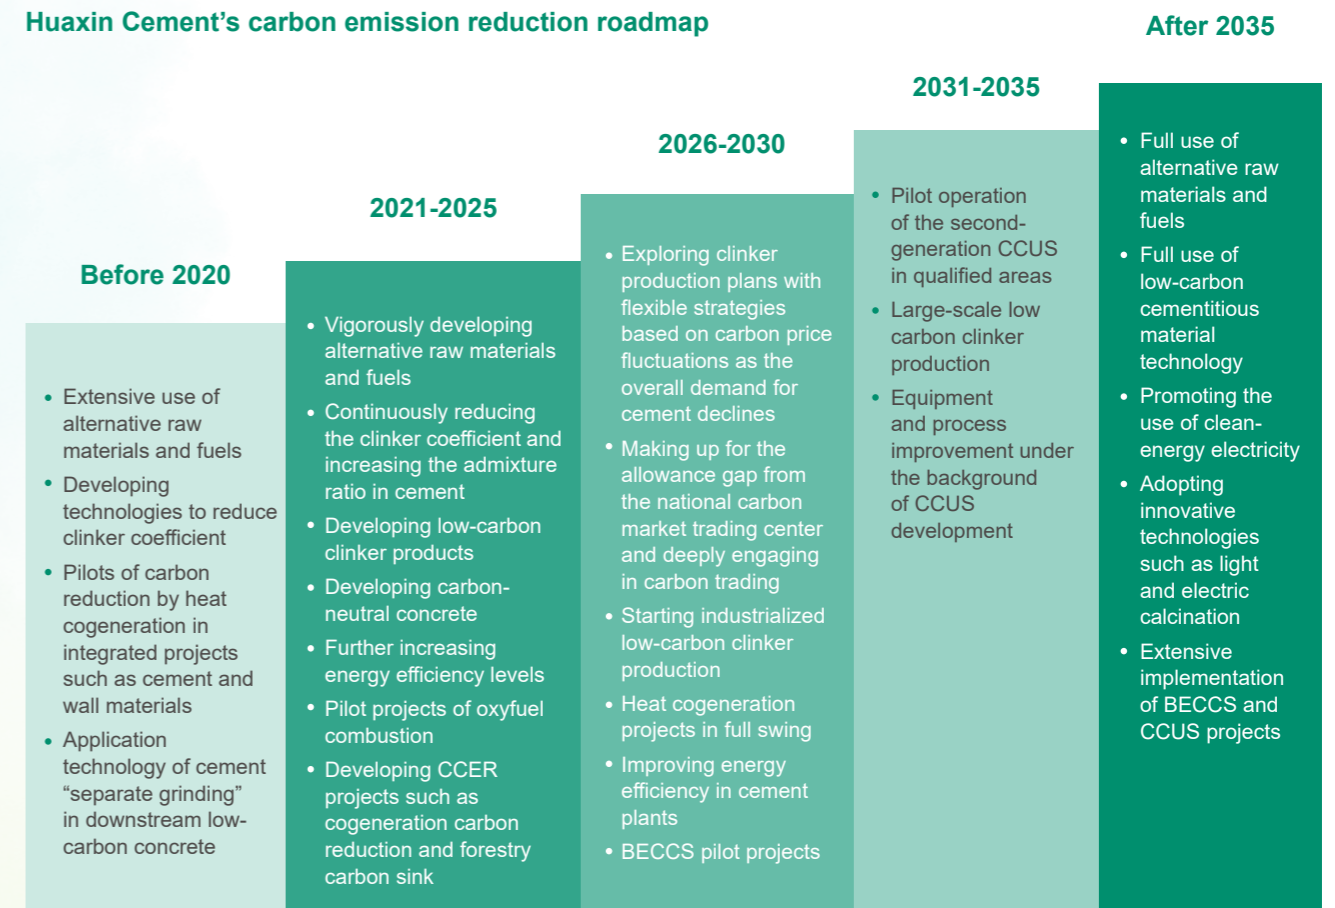 Huaxin Cement’s carbon emission reduction roadmap
Before 2020
• Extensive use of
alternative raw
materials and fuels
• Developing
technologies to reduce
clinker coefficient
• Pilots of carbon
reduction by heat
cogeneration in
integrated projects
such as cement and
wall materials
• Application
technology of cement
“separate grinding”
in downstream low-
carbon concrete
2021-2025
• Vigorously developing
alternative raw materials
and fuels
• Continuously reducing
the clinker coefficient and
increasing the admixture
ratio in cement
• Developing low-carbon
clinker products
• Developing carbon-
neutral concrete
• Further increasing
energy efficiency levels
• Pilot projects of oxyfuel
combustion
• Developing CCER
projects such as
cogeneration carbon
reduction and forestry
carbon sink
2026-2030
• Exploring clinker
production plans with
flexible strategies
based on carbon price
fluctuations as the
overall demand for
cement declines
• Making up for the
allowance gap from
the national carbon
market trading center
and deeply engaging
in carbon trading
• Starting industrialized
low-carbon clinker
production
• Heat cogeneration
projects in full swing
• Improving energy
efficiency in cement
plants
• BECCS pilot projects
2031-2035
• Pilot operation
of the second-
generation CCUS
in qualified areas
• Large-scale low
carbon clinker
production
• Equipment
and process
improvement under
the background
of CCUS
development
After 2035
• Full use of
alternative raw
materials and
fuels
• Full use of
low-carbon
cementitious
material
technology
• Promoting the
use of clean-
energy electricity
• Adopting
innovative
technologies
such as light
and electric
calcination
• Extensive
implementation
of BECCS and
CCUS projects